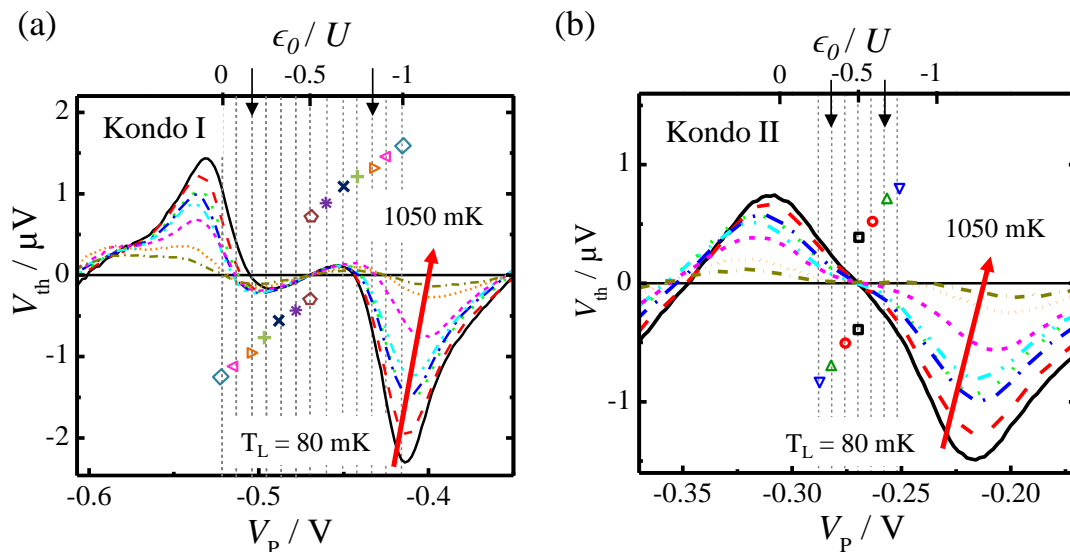 (a)
ϵ0 / U
0 -0.5 -1
Kondo I
1050 mK
TL = 80 mK
2
1
0
-1
-2
Vth / μV
-0.6 -0.5 -0.4
VP / V
(b)
ϵ0 / U
0 -0.5 -1
Kondo II
1050 mK
TL = 80 mK
1
0
-1
Vth / μV
-0.35 -0.30 -0.25 -0.20
VP / V